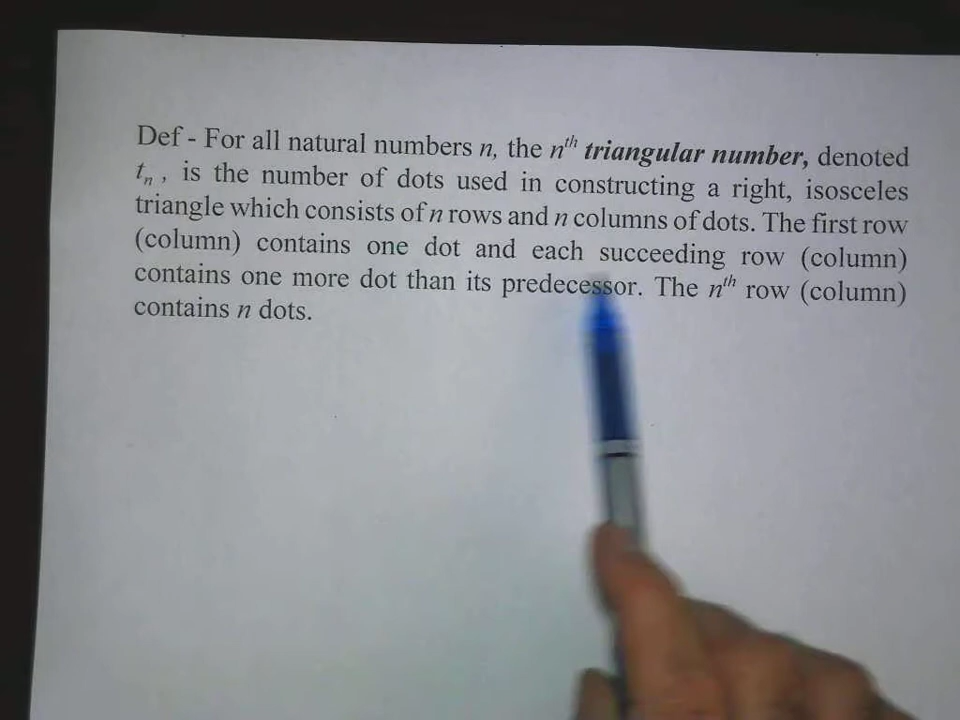 Def - For all natural numbers n, the nth triangular number, denoted
tn , is the number of dots used in constructing a right, isosceles
triangle which consists of n rows and n columns of dots. The first row
(column) contains one dot and each succeeding row (column)
contains one more dot than its predecessor. The nth row (column)
contains n dots.